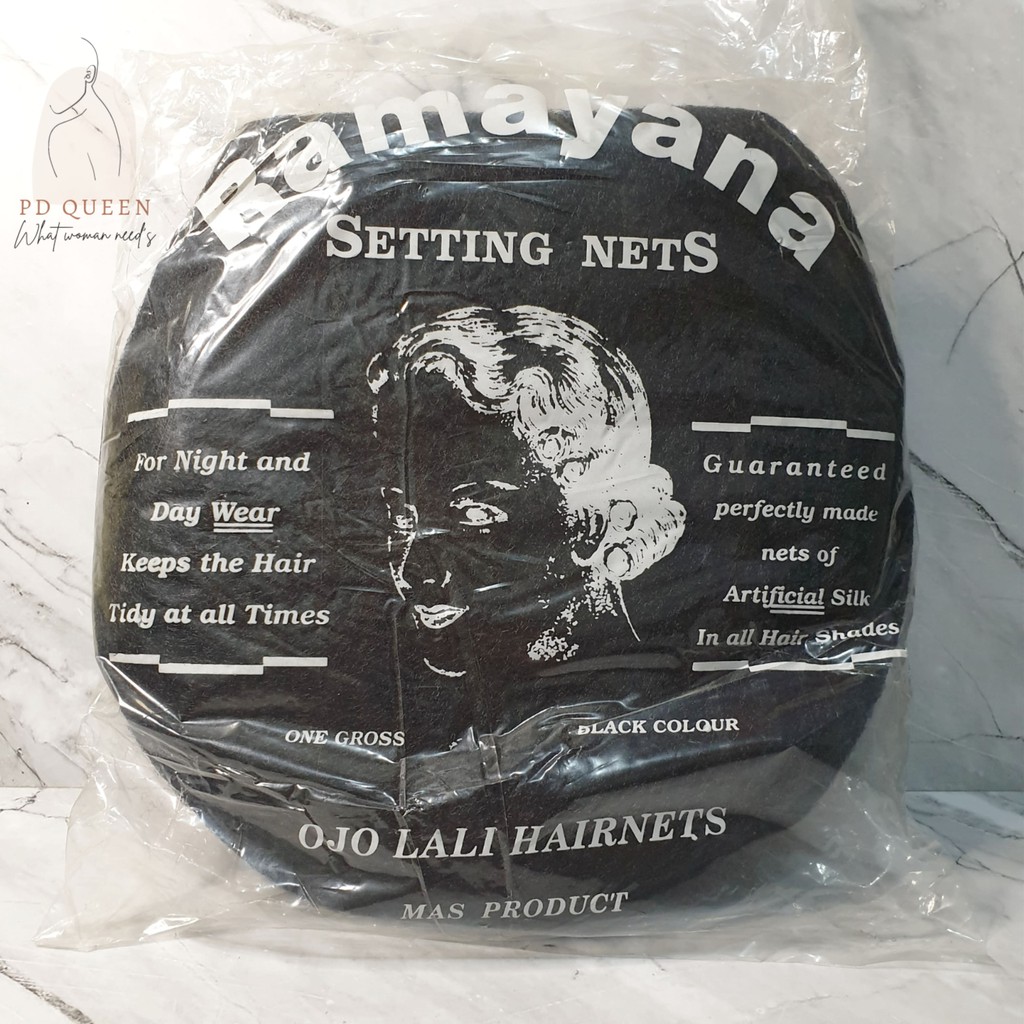 Ramayana
SETTING NETS
PD QUEEN
What woman need's
For Night and
Day Wear
Keeps the Hair
Tidy at all Times
Guaranteed
perfectly made
nets of
Artificial Silk
In all Hair Shades
ONE GROSS
BLACK COLOUR
OJO LALI HAIRNETS
MAS PRODUCT